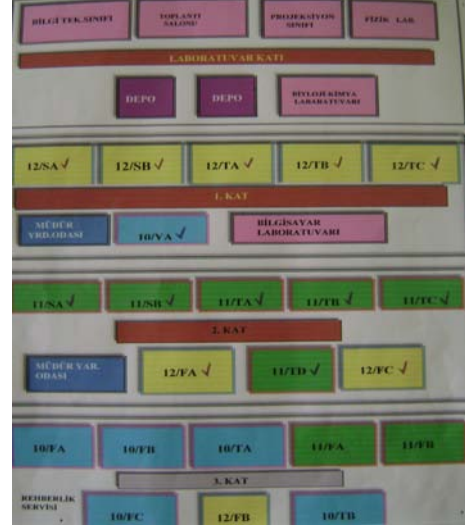 BİLGİ TEK.SINIFI
TOPLANTI
SALONU
PROJEKSİYON
SINIFI
FİZİK LAB.
LABORATUVAR KATI
DEPO
DEPO
BİYLOJİ-KİMYA
LABARATUVARI
12/SA ✓
12/SB ✓
12/TA ✓
12/TB ✓
12/TC ✓
1. KAT
MÜDÜR
YRD.ODASI
10/YA ✓
BİLGİSAYAR
LABORATUVARI
11/SA ✓
11/SB ✓
11/TA ✓
11/TB ✓
11/TC ✓
2. KAT
MÜDÜR YAR.
ODASI
12/FA ✓
11/TD ✓
12/FC ✓
10/FA
10/FB
10/TA
11/FA
11/FB
3. KAT
REHBERLİK
SERVİSİ
10/FC
12/FB
10/TB